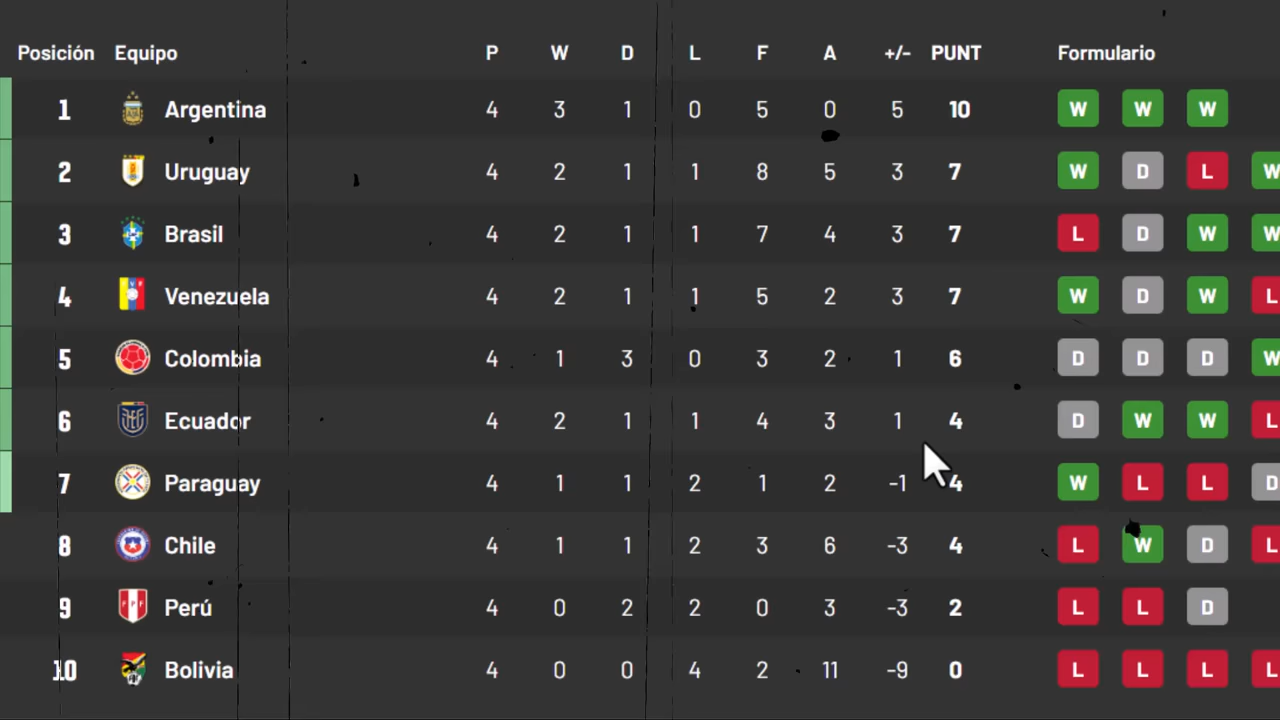 Posición Equipo P W D L F A +/- PUNT Formulario
1 Argentina 4 3 1 0 5 0 5 10 W W W
2 Uruguay 4 2 1 1 8 5 3 7 W D L W
3 Brasil 4 2 1 1 7 4 3 7 L D W W
4 Venezuela 4 2 1 1 5 2 3 7 W D W L
5 Colombia 4 1 3 0 3 2 1 6 D D D W
6 Ecuador 4 2 1 1 4 3 1 4 D W W L
7 Paraguay 4 1 1 2 1 2 -1 4 W L L D
8 Chile 4 1 1 2 3 6 -3 4 L W D L
9 Perú 4 0 2 2 0 3 -3 2 L L D
10 Bolivia 4 0 0 4 2 11 -9 0 L L L L